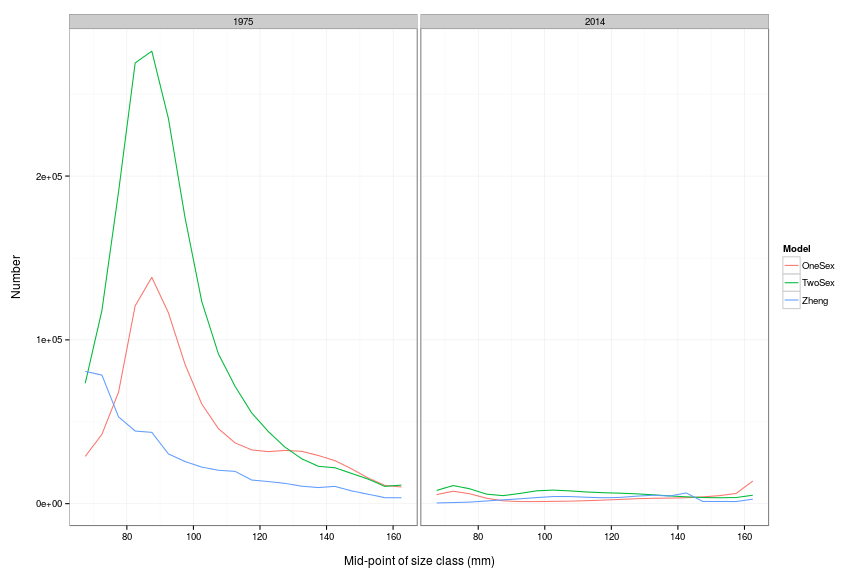 1975
2014
Number
2e+05
1e+05
0e+00
80
100
120
140
160
80
100
120
140
160
Mid-point of size class (mm)
Model
OneSex
TwoSex
Zheng